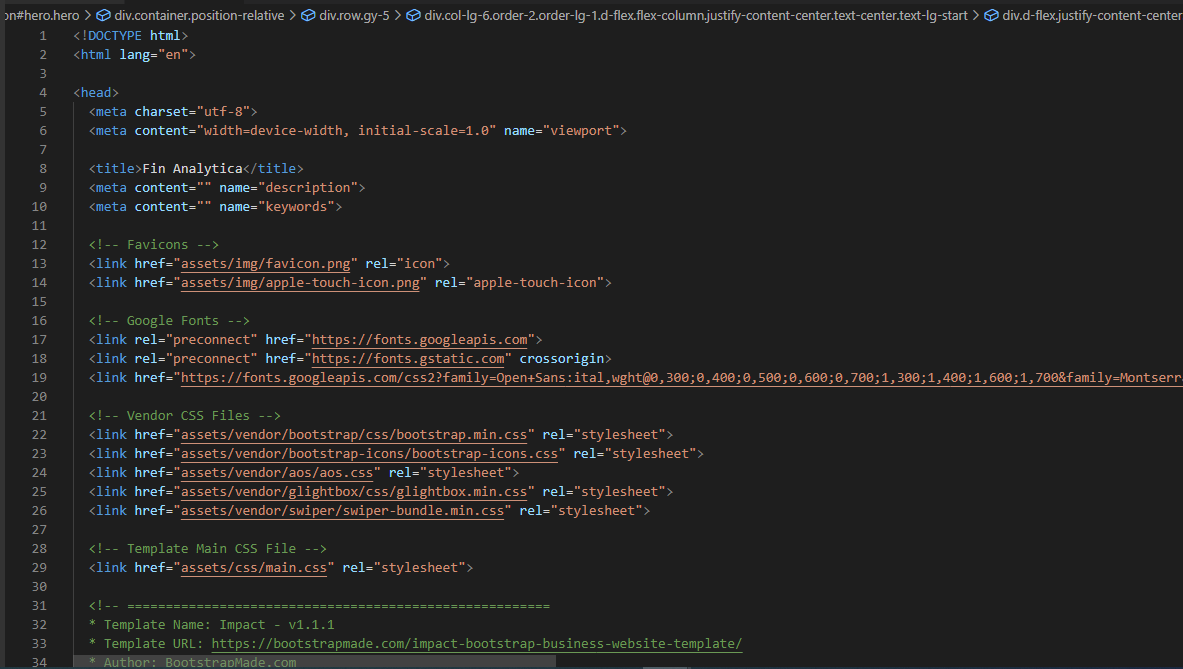 on#hero.hero > div.container.position-relative > div.row.gy-5 > div.col-lg-6.order-2.order-lg-1.d-flex.flex-column.justify-content-center.text-center.text-lg-start > div.d-flex.justify-content-center
1 <!DOCTYPE html>
2 <html lang="en">
3
4 <head>
5 <meta charset="utf-8">
6 <meta content="width=device-width, initial-scale=1.0" name="viewport">
7
8 <title>Fin Analytica</title>
9 <meta content="" name="description">
10 <meta content="" name="keywords">
11
12 <!-- Favicons -->
13 <link href="assets/img/favicon.png" rel="icon">
14 <link href="assets/img/apple-touch-icon.png" rel="apple-touch-icon">
15
16 <!-- Google Fonts -->
17 <link rel="preconnect" href="https://fonts.googleapis.com">
18 <link rel="preconnect" href="https://fonts.gstatic.com" crossorigin>
19 <link href="https://fonts.googleapis.com/css2?family=Open+Sans:ital,wght@0,300;0,400;0,500;0,600;0,700;1,300;1,400;1,600;1,700&family=Montserr
20
21 <!-- Vendor CSS Files -->
22 <link href="assets/vendor/bootstrap/css/bootstrap.min.css" rel="stylesheet">
23 <link href="assets/vendor/bootstrap-icons/bootstrap-icons.css" rel="stylesheet">
24 <link href="assets/vendor/aos/aos.css" rel="stylesheet">
25 <link href="assets/vendor/glightbox/css/glightbox.min.css" rel="stylesheet">
26 <link href="assets/vendor/swiper/swiper-bundle.min.css" rel="stylesheet">
27
28 <!-- Template Main CSS File -->
29 <link href="assets/css/main.css" rel="stylesheet">
30
31 <!-- =======================================================
32 * Template Name: Impact - v1.1.1
33 * Template URL: https://bootstrapmade.com/impact-bootstrap-business-website-template/
34 * Author: BootstrapMade.com